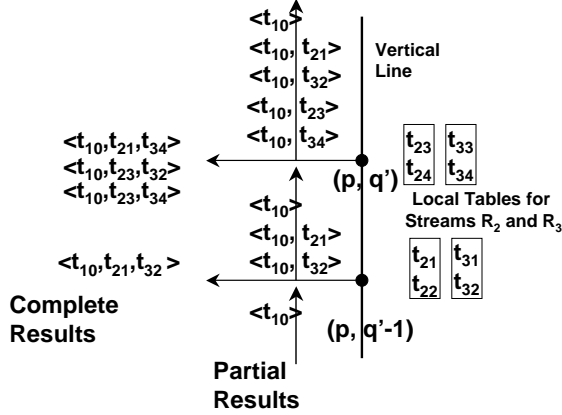 <t10>
<t10, t21>
<t10, t32>
<t10, t23>
<t10, t34>
Vertical
Line
<t10,t21,t34>
<t10,t23,t32>
<t10,t23,t34>
t23 t33
t24 t34
(p, q')
Local Tables for
Streams R2 and R3
<t10>
<t10, t21>
<t10, t32>
<t10,t21,t32>
t21 t31
t22 t32
Complete
Results
<t10>
(p, q'-1)
Partial
Results